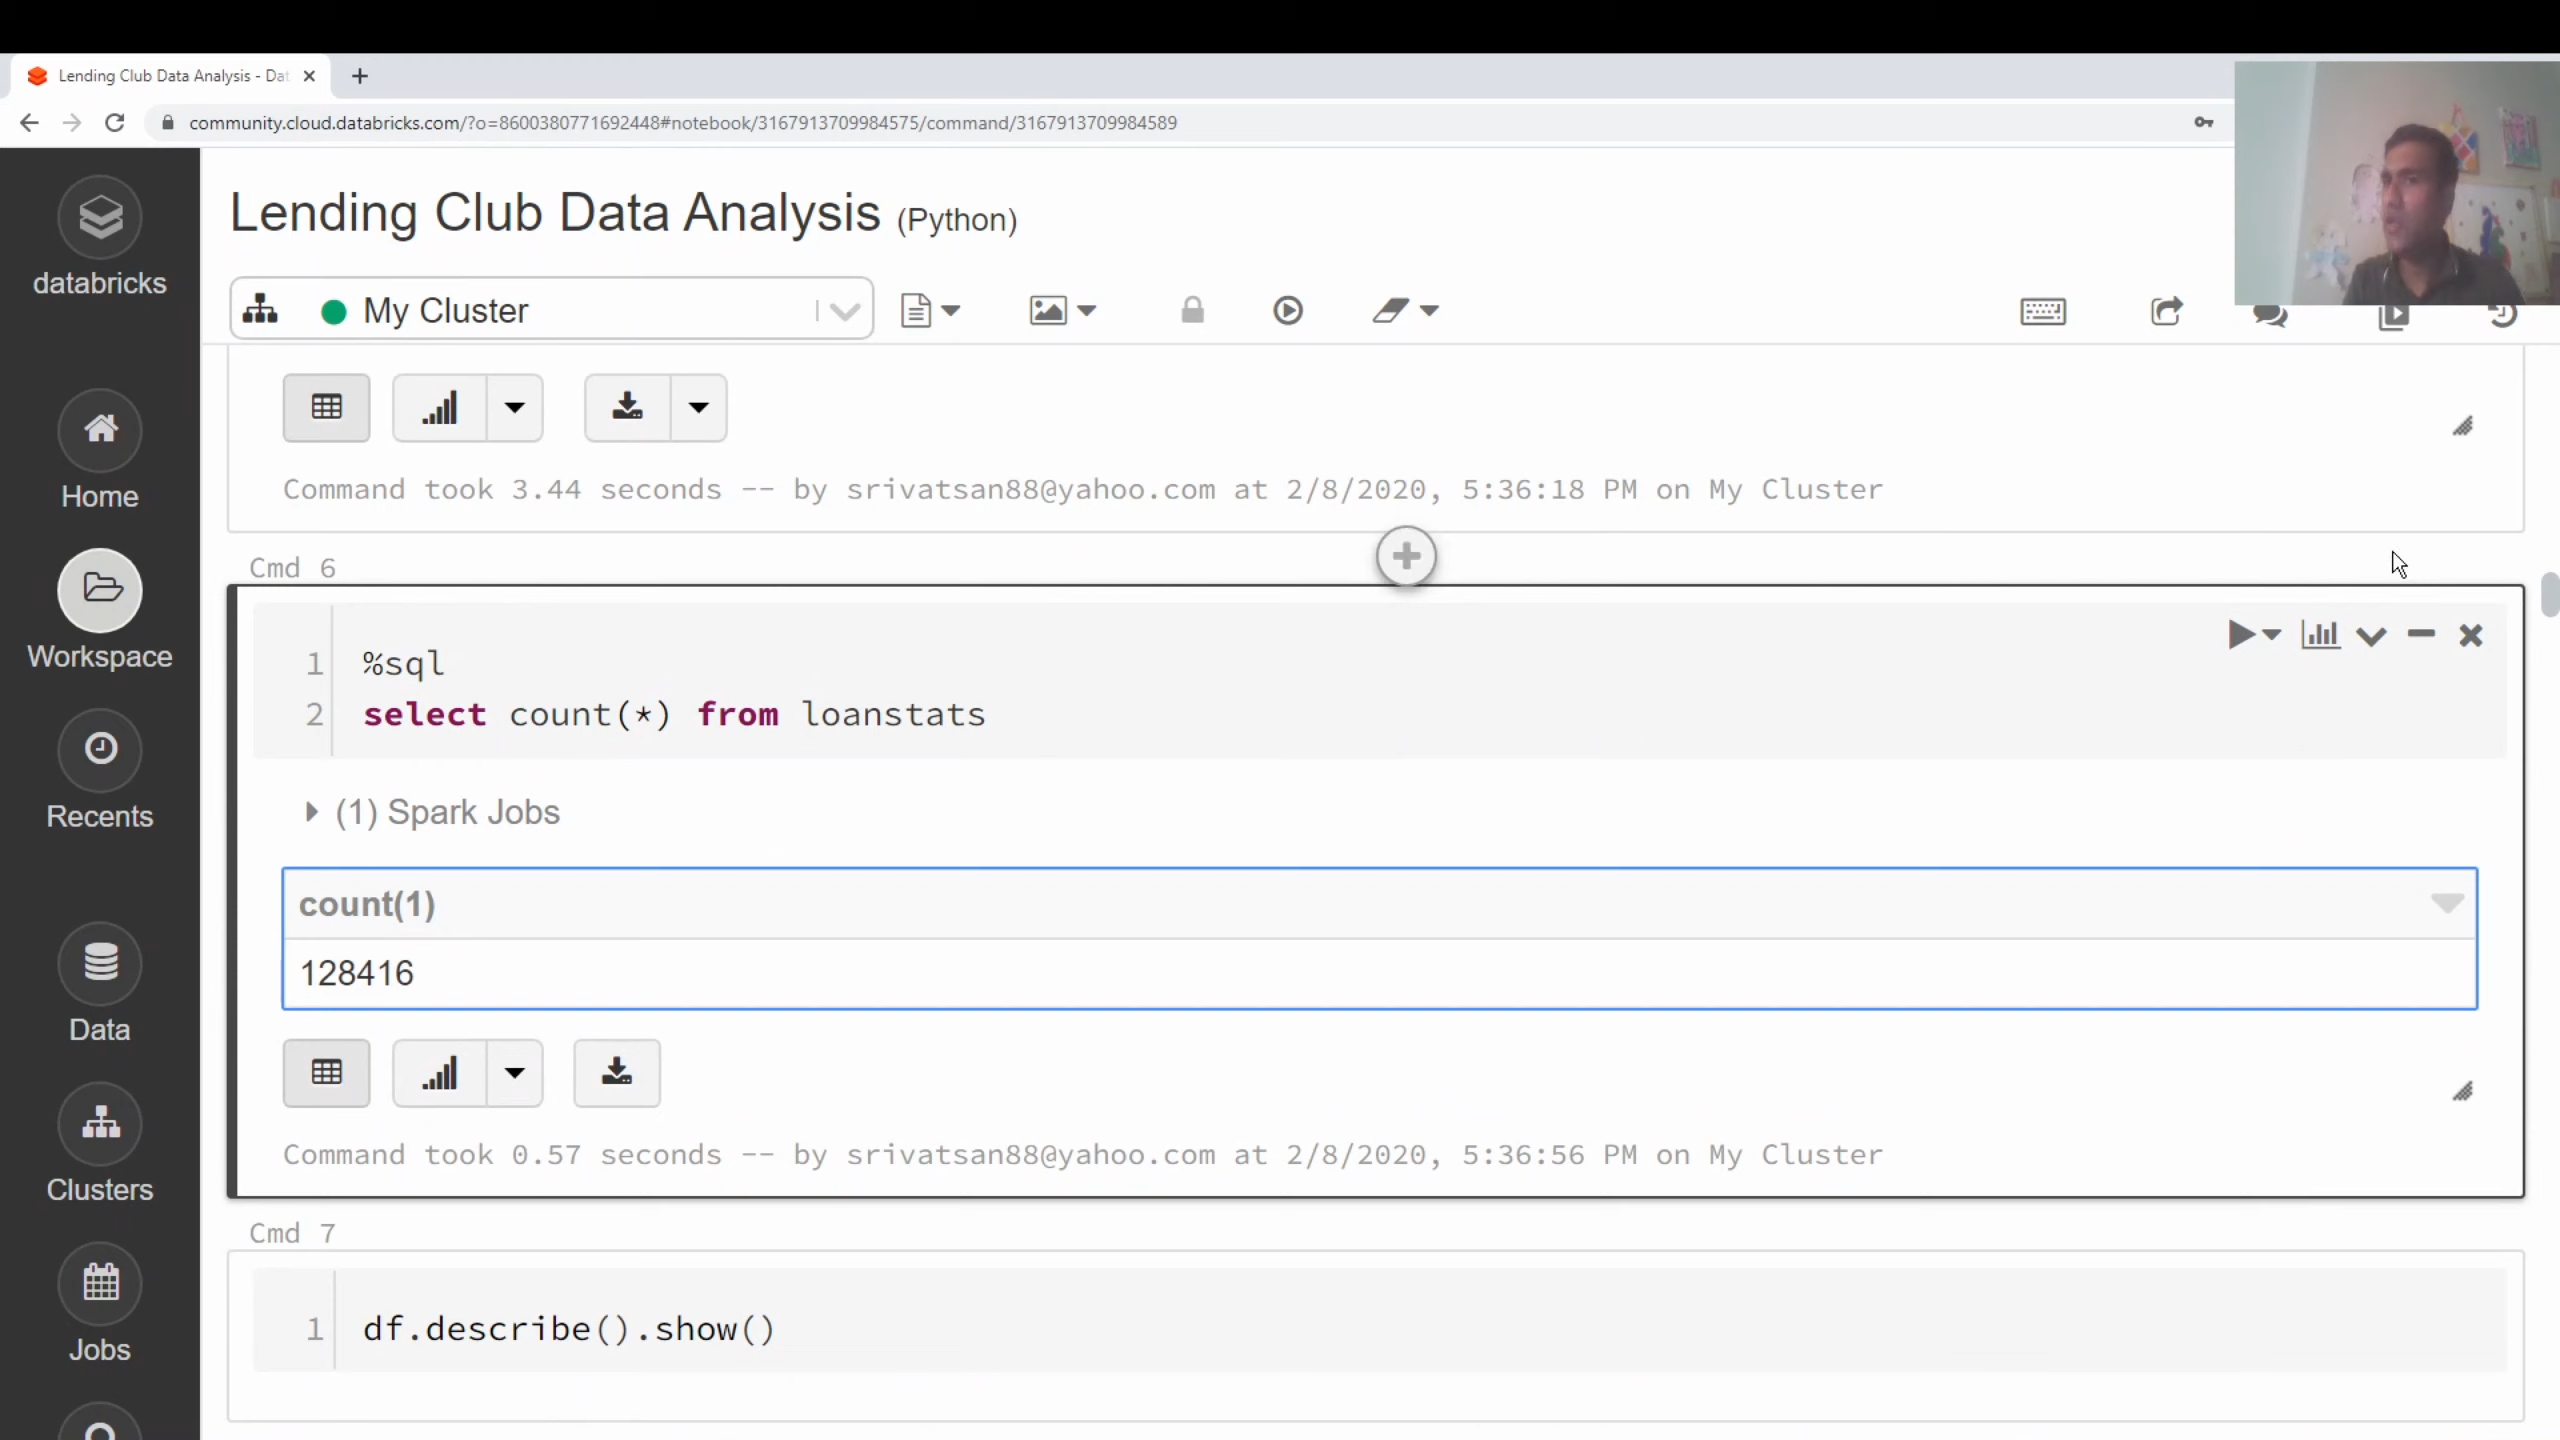 Lending Club Data Analysis - Dat
community.cloud.databricks.com/?o=8600380771692448#notebook/3167913709984575/command/3167913709984589
databricks
Home
Workspace
Recents
Data
Clusters
Jobs
Lending Club Data Analysis (Python)
My Cluster
Command took 3.44 seconds -- by srivatsan88@yahoo.com at 2/8/2020, 5:36:18 PM on My Cluster
Cmd 6
1 %sql
2 select count(*) from loanstats
(1) Spark Jobs
count(1)
128416
Command took 0.57 seconds -- by srivatsan88@yahoo.com at 2/8/2020, 5:36:56 PM on My Cluster
Cmd 7
1 df.describe().show()